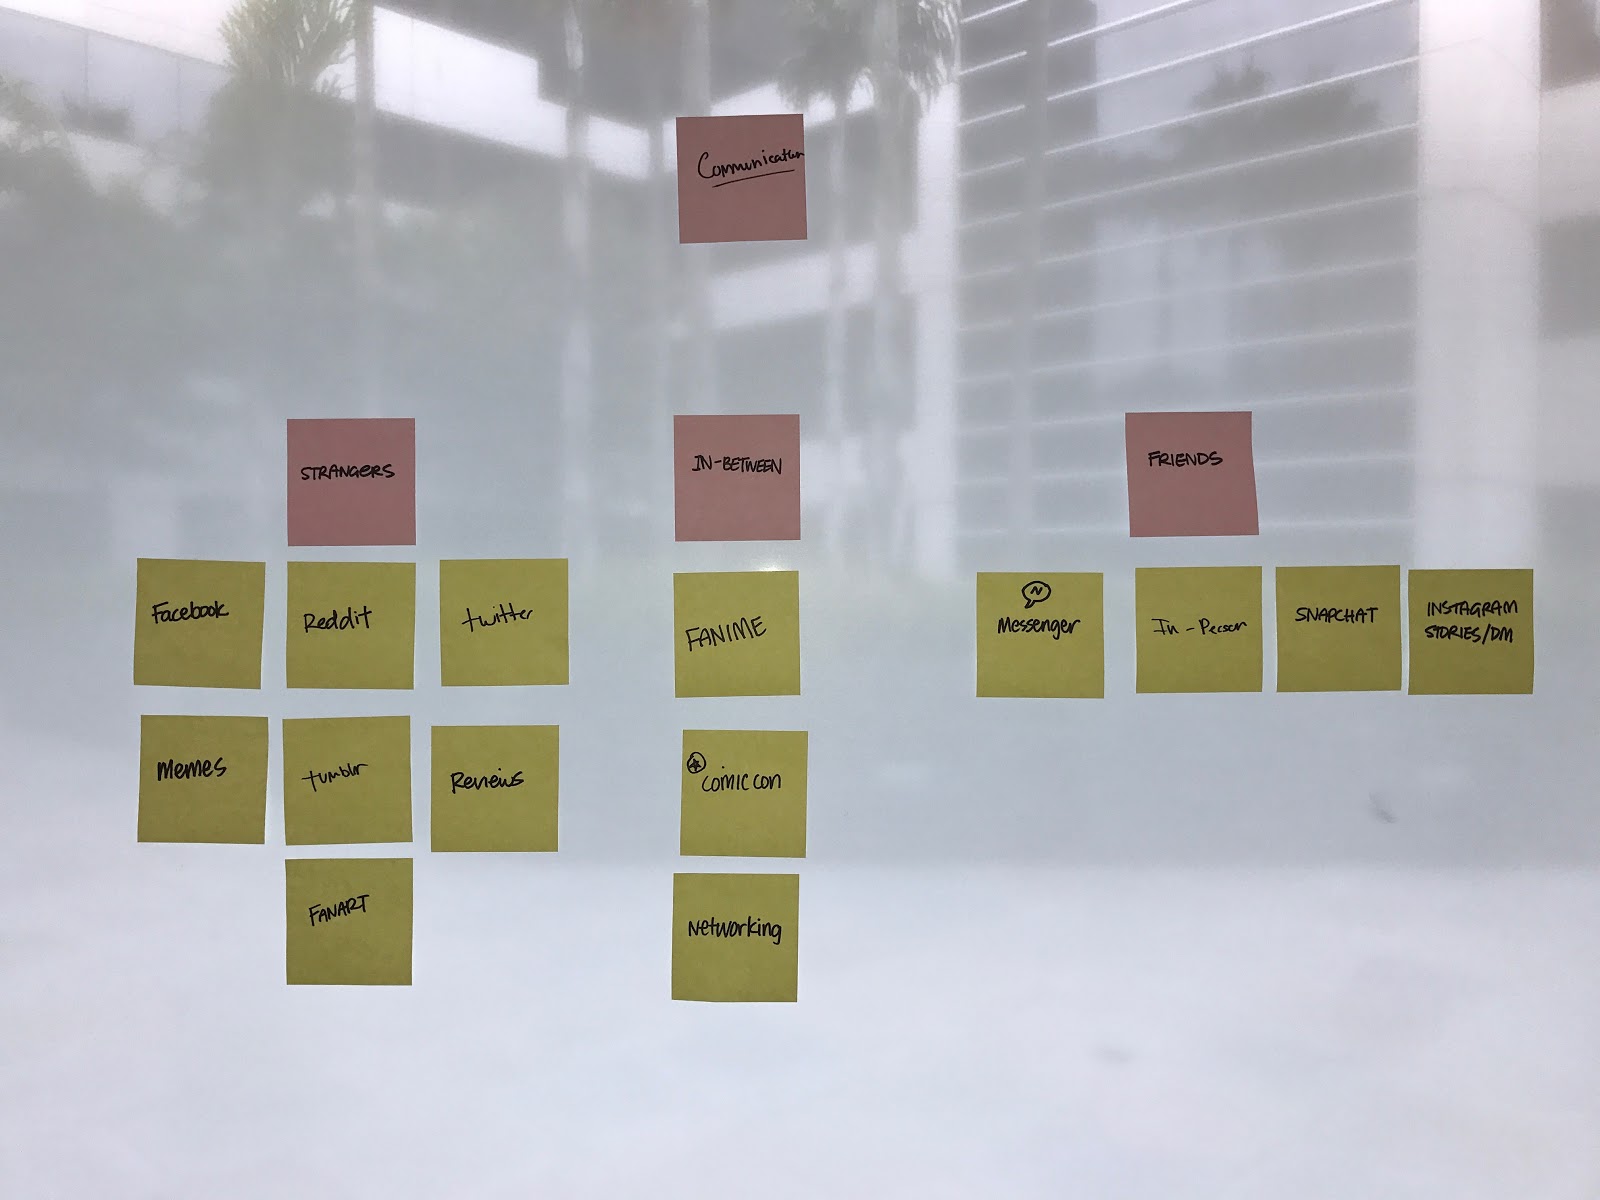 Communication
STRANGERS
IN-BETWEEN
FRIENDS
Facebook
Reddit
twitter
FANIME
Messenger
In-Person
SNAPCHAT
INSTAGRAM
STORIES/DM
Memes
tumblr
Reviews
comic con
FANART
Networking